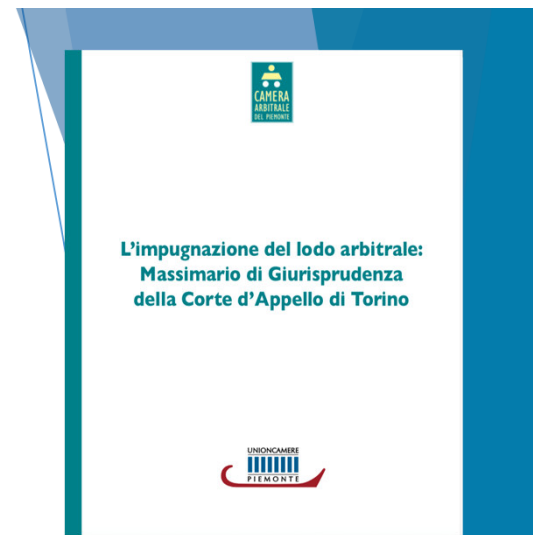 CAMERA
ARBITRALE
DEL PIEMONTE
L'impugnazione del lodo arbitrale:
Massimario di Giurisprudenza
della Corte d'Appello di Torino
UNIONCAMERE
PIEMONTE